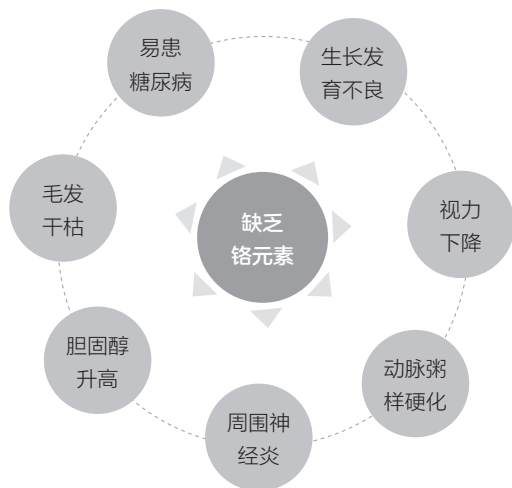 易患
糖尿病
生长发
育不良
毛发
干枯
缺乏
铬元素
视力
下降
胆固醇
升高
动脉粥
样硬化
周围神
经炎